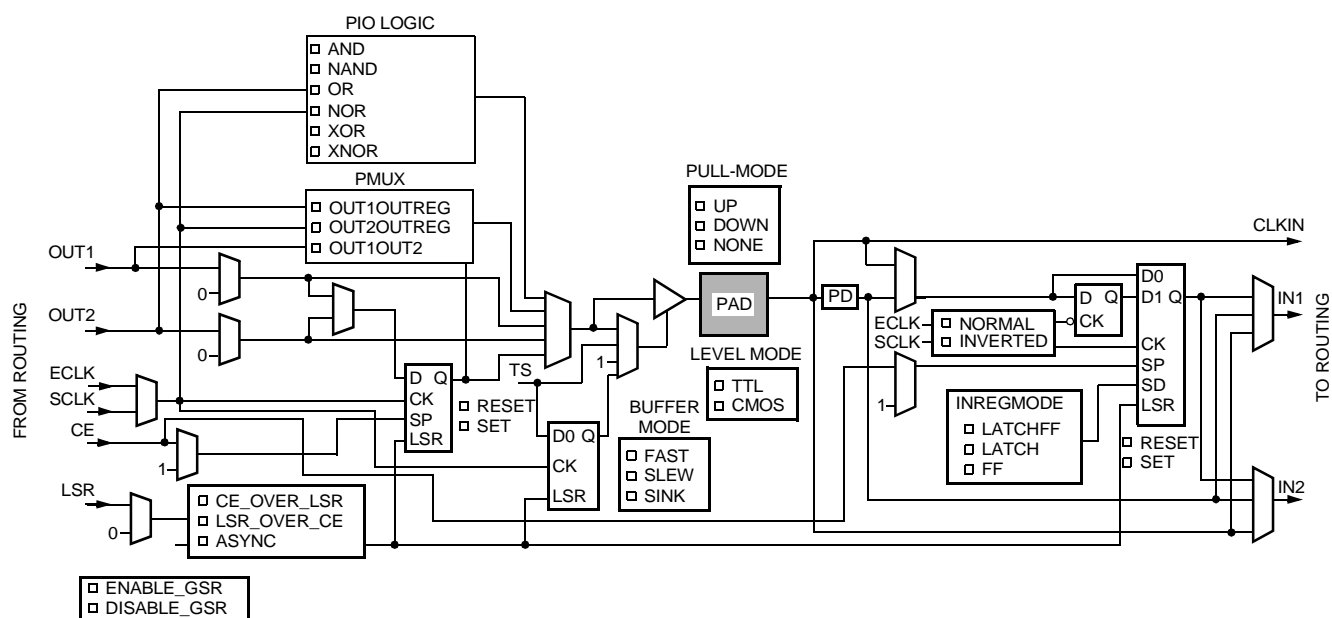 PIO LOGIC
AND
NAND
OR
NOR
XOR
XNOR
PMUX
OUT1OUTREG
OUT2OUTREG
OUT1OUT2
PULL-MODE
UP
DOWN
NONE
CLKIN
FROM ROUTING
OUT1
0
OUT2
0
ECLK
SCLK
CE
1
LSR
0
CE_OVER_LSR
LSR_OVER_CE
ASYNC
ENABLE_GSR
DISABLE_GSR
D Q
CK
SP
LSR
RESET
SET
TS
1
D0 Q
CK
LSR
BUFFER
MODE
FAST
SLEW
SINK
PAD
LEVEL MODE
TTL
CMOS
PD
ECLK
SCLK
NORMAL
INVERTED
1
D Q
CK
INREGMODE
LATCHFF
LATCH
FF
D0
D1 Q
CK
SP
SD
LSR
RESET
SET
IN1
IN2
TO ROUTING